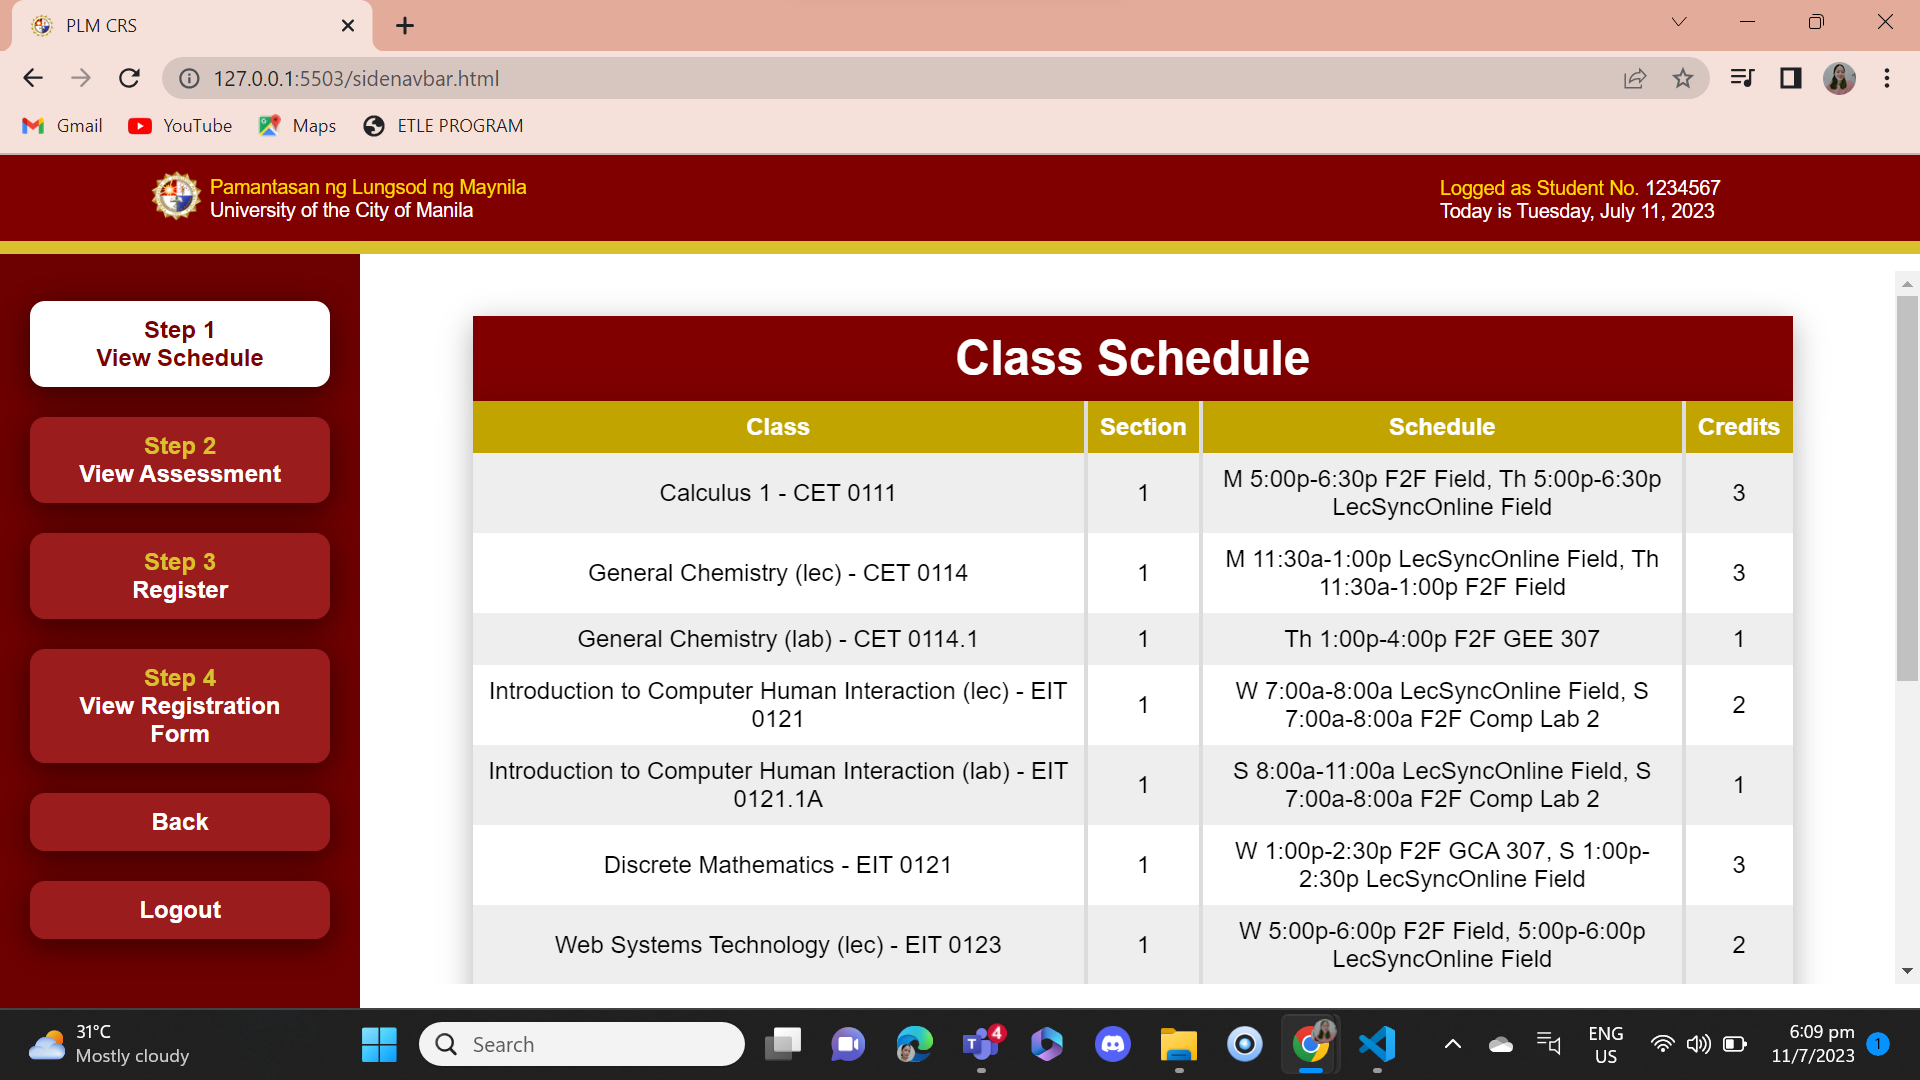 PLM CRS
127.0.0.1:5503/sidenavbar.html
Gmail YouTube Maps ETLE PROGRAM
Pamantasan ng Lungsod ng Maynila
University of the City of Manila
Logged as Student No. 1234567
Today is Tuesday, July 11, 2023
Step 1
View Schedule
Step 2
View Assessment
Step 3
Register
Step 4
View Registration
Form
Back
Logout
Class Schedule
Class Section Schedule Credits
Calculus 1 - CET 0111 1 M 5:00p-6:30p F2F Field, Th 5:00p-6:30p 3
LecSyncOnline Field
General Chemistry (lec) - CET 0114 1 M 11:30a-1:00p LecSyncOnline Field, Th 3
11:30a-1:00p F2F Field
General Chemistry (lab) - CET 0114.1 1 Th 1:00p-4:00p F2F GEE 307 1
Introduction to Computer Human Interaction (lec) - EIT 1 W 7:00a-8:00a LecSyncOnline Field, S 2
0121 7:00a-8:00a F2F Comp Lab 2
Introduction to Computer Human Interaction (lab) - EIT 1 S 8:00a-11:00a LecSyncOnline Field, S 1
0121.1A 7:00a-8:00a F2F Comp Lab 2
Discrete Mathematics - EIT 0121 1 W 1:00p-2:30p F2F GCA 307, S 1:00p- 3
2:30p LecSyncOnline Field
Web Systems Technology (lec) - EIT 0123 1 W 5:00p-6:00p F2F Field, 5:00p-6:00p 2
LecSyncOnline Field
31°C
Mostly cloudy
Search
4
ENG
US
6:09 pm
11/7/2023
1